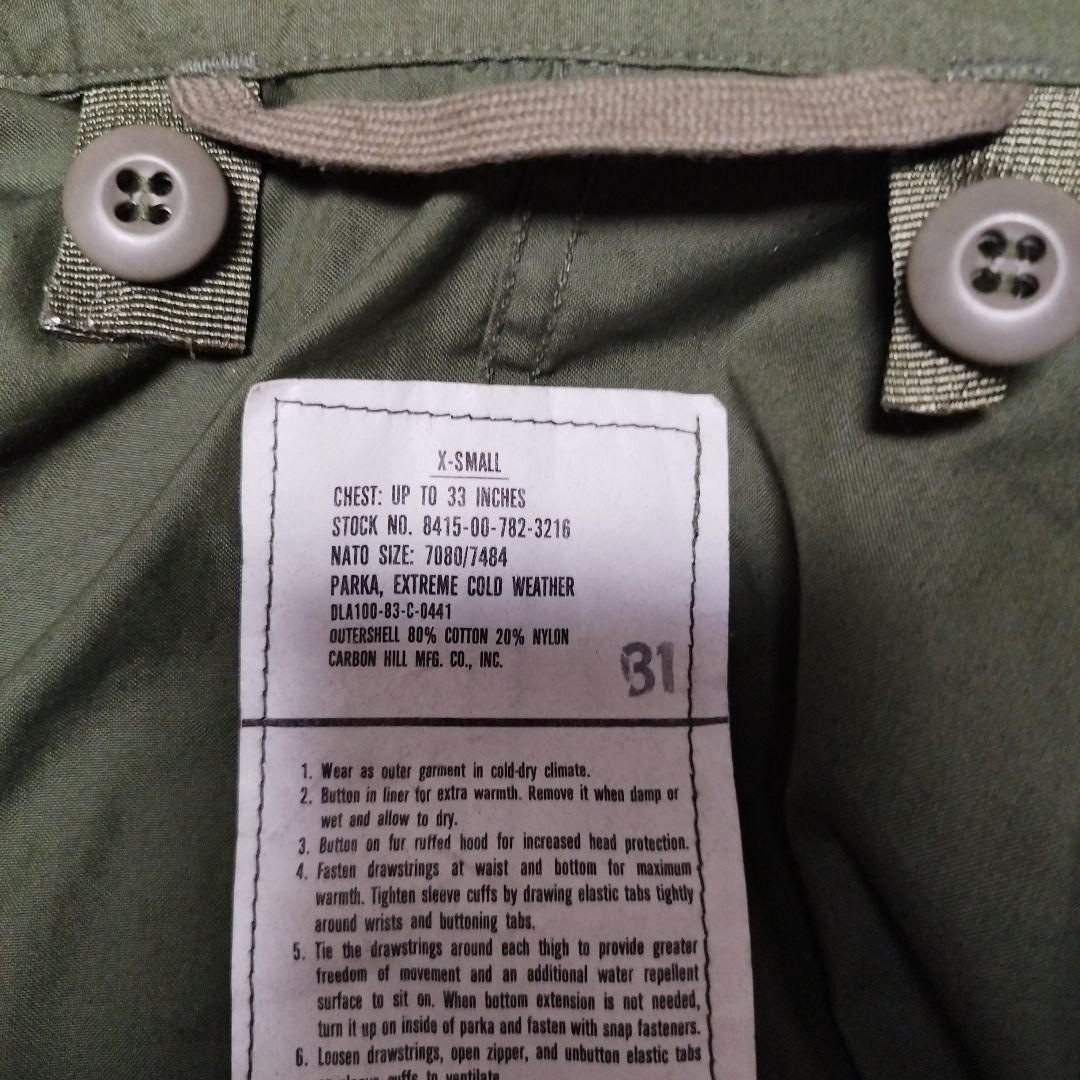 X-SMALL
CHEST: UP TO 33 INCHES
STOCK NO. 8415-00-782-3216
NATO SIZE: 7080/7484
PARKA, EXTREME COLD WEATHER
DLA100-83-C-0441
OUTERSHELL 80% COTTON 20% NYLON
CARBON HILL MFG. CO., INC.
31
1. Wear as outer garment in cold-dry climate.
2. Button in liner for extra warmth. Remove it when damp or
wet and allow to dry.
3. Button on fur ruffed hood for increased head protection.
4. Fasten drawstrings at waist and bottom for maximum
warmth. Tighten sleeve cuffs by drawing elastic tabs tightly
around wrists and buttoning tabs.
5. Tie the drawstrings around each thigh to provide greater
freedom of movement and an additional water repellent
surface to sit on. When bottom extension is not needed,
turn it up on inside of parka and fasten with snap fasteners.
6. Loosen drawstrings, open zipper, and unbutton elastic tabs
on sleeve cuffs to ventilate.